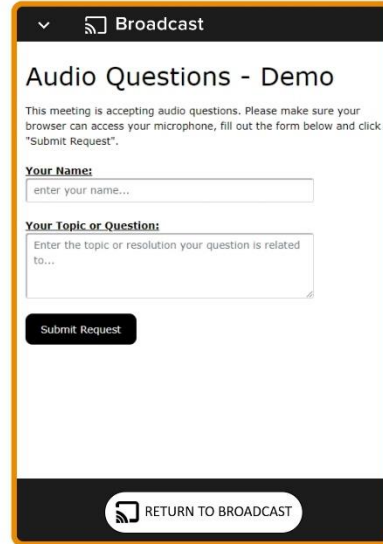 Broadcast
Audio Questions - Demo
This meeting is accepting audio questions. Please make sure your
browser can access your microphone, fill out the form below and click
"Submit Request".
Your Name:
enter your name...
Your Topic or Question:
Enter the topic or resolution your question is related
to...
Submit Request
RETURN TO BROADCAST